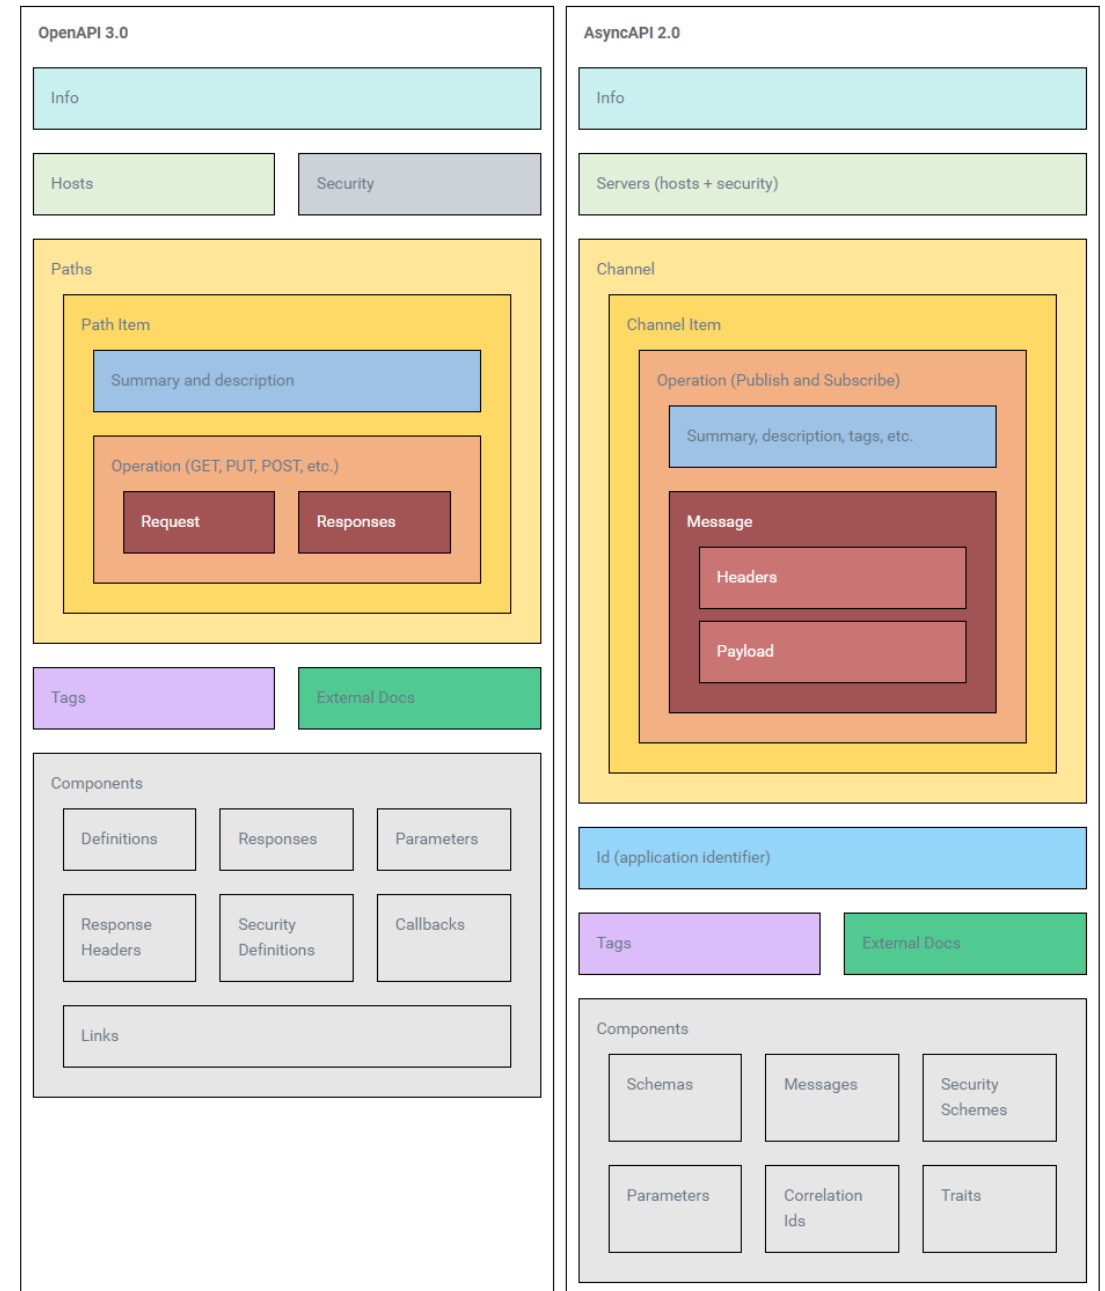 OpenAPI 3.0
Info
Hosts
Security
Paths
Path Item
Summary and description
Operation (GET, PUT, POST, etc.)
Request
Responses
Tags
External Docs
Components
Definitions
Responses
Parameters
Response
Headers
Security
Definitions
Callbacks
Links
AsyncAPI 2.0
Info
Servers (hosts + security)
Channel
Channel Item
Operation (Publish and Subscribe)
Summary, description, tags, etc.
Message
Headers
Payload
Id (application identifier)
Tags
External Docs
Components
Schemas
Messages
Security
Schemes
Parameters
Correlation
Ids
Traits